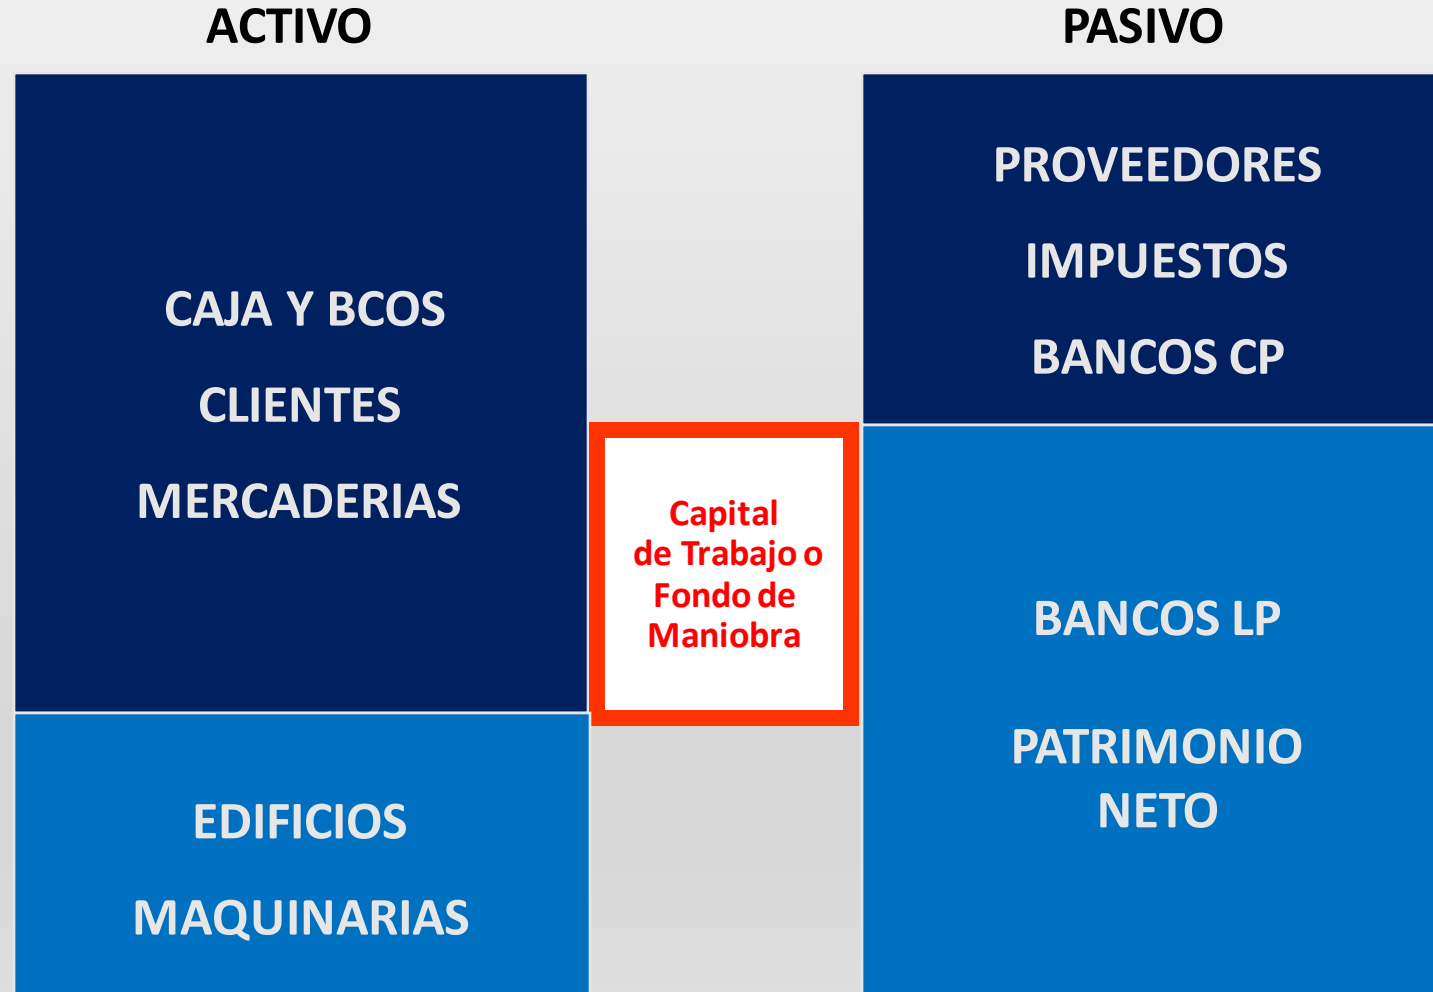 ACTIVO
PASIVO
CAJA Y BCOS
CLIENTES
MERCADERIAS
EDIFICIOS
MAQUINARIAS
Capital
de Trabajo o
Fondo de
Maniobra
PROVEEDORES
IMPUESTOS
BANCOS CP
BANCOS LP
PATRIMONIO
NETO